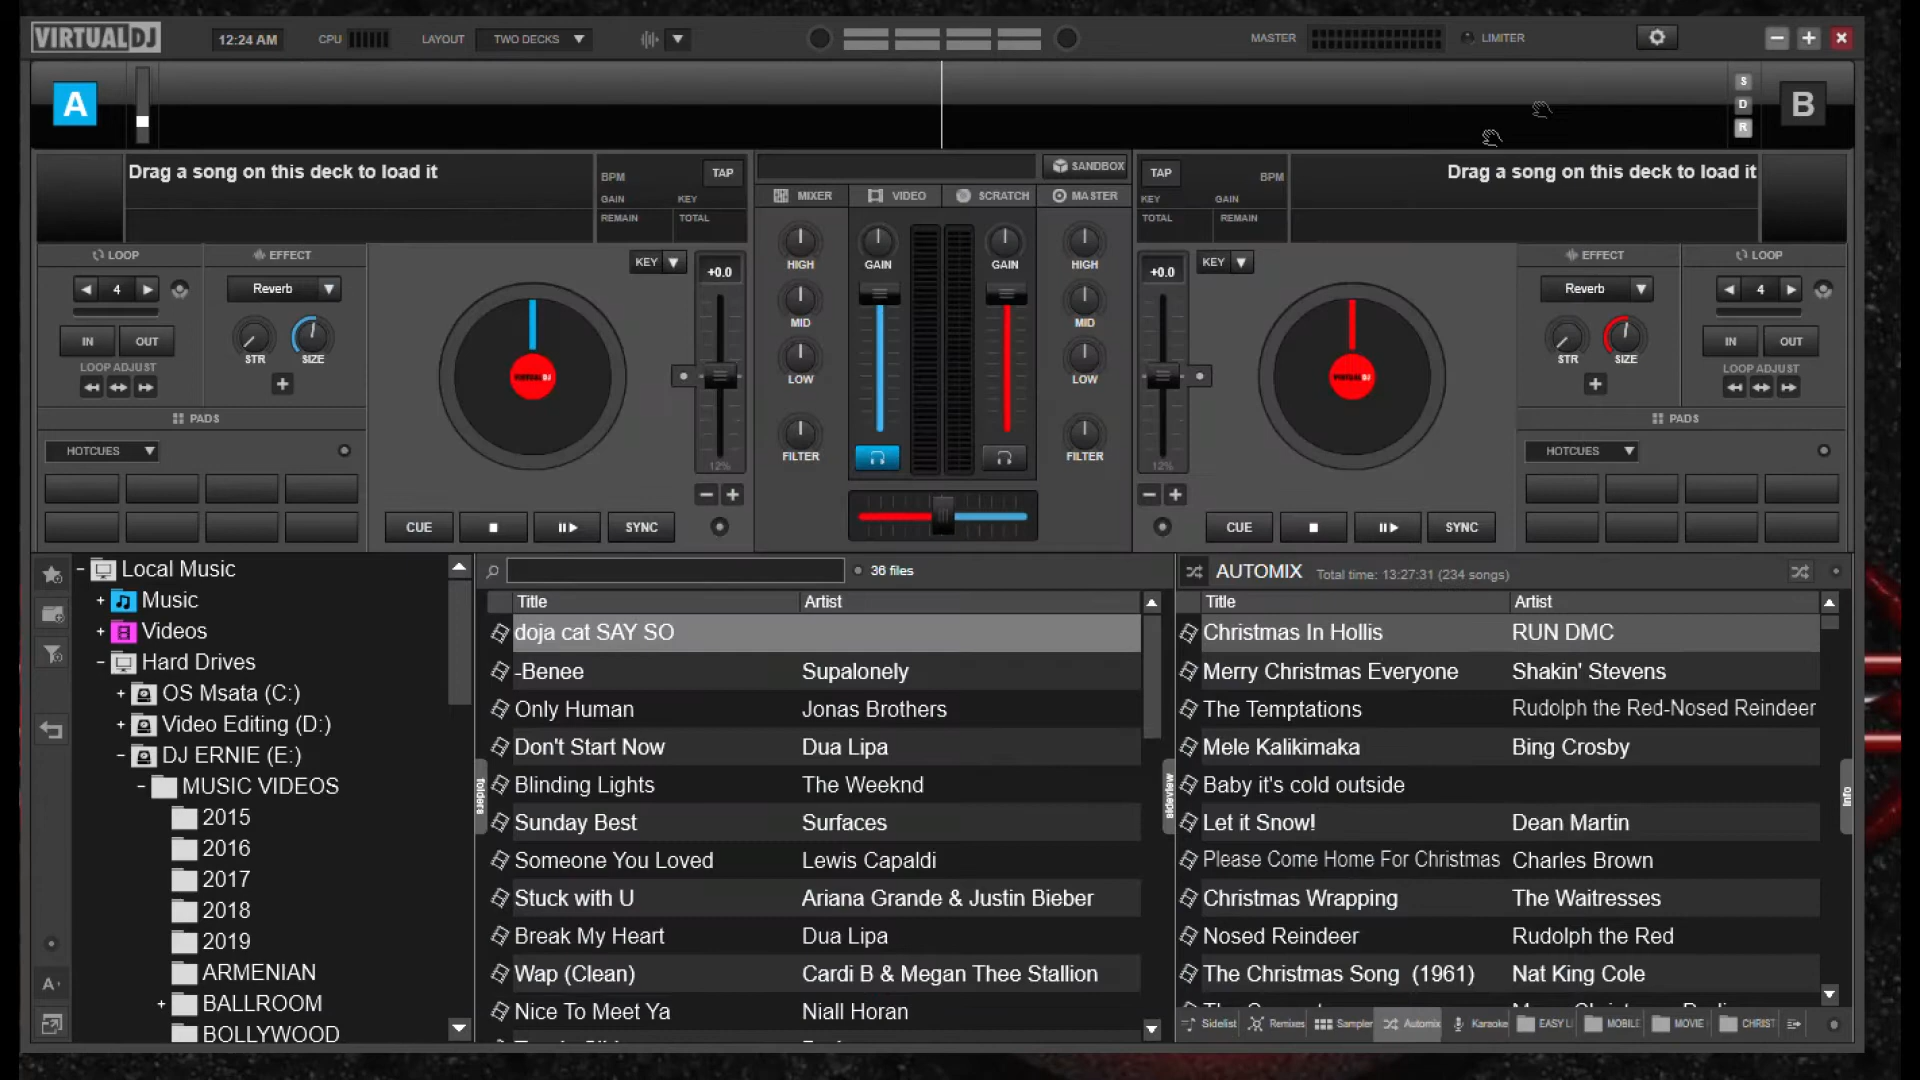 VIRTUALDJ
12:24 AM
CPU
LAYOUT
TWO DECKS
MASTER
LIMITER
A
S
D
R
B
Drag a song on this deck to load it
BPM
TAP
GAIN
KEY
REMAIN
TOTAL
SANDBOX
MIXER
VIDEO
SCRATCH
MASTER
TAP
BPM
KEY
GAIN
TOTAL
REMAIN
Drag a song on this deck to load it
LOOP
EFFECT
4
Reverb
IN
OUT
STR
SIZE
LOOP ADJUST
PADS
HOTCUES
KEY
+0.0
12%
CUE
SYNC
HIGH
MID
LOW
FILTER
GAIN
GAIN
HIGH
MID
LOW
FILTER
+0.0
KEY
12%
CUE
SYNC
EFFECT
LOOP
Reverb
4
STR
SIZE
IN
OUT
LOOP ADJUST
PADS
HOTCUES
Local Music
Music
Videos
Hard Drives
OS Msata (C:)
Video Editing (D:)
DJ ERNIE (E:)
MUSIC VIDEOS
2015
2016
2017
2018
2019
ARMENIAN
BALLROOM
BOLLYWOOD
folders
36 files
Title Artist
doja cat SAY SO
-Benee Supalonely
Only Human Jonas Brothers
Don't Start Now Dua Lipa
Blinding Lights The Weeknd
Sunday Best Surfaces
Someone You Loved Lewis Capaldi
Stuck with U Ariana Grande & Justin Bieber
Break My Heart Dua Lipa
Wap (Clean) Cardi B & Megan Thee Stallion
Nice To Meet Ya Niall Horan
sideview
AUTOMIX Total time: 13:27:31 (234 songs)
Title Artist
Christmas In Hollis RUN DMC
Merry Christmas Everyone Shakin' Stevens
The Temptations Rudolph the Red-Nosed Reindeer
Mele Kalikimaka Bing Crosby
Baby it's cold outside
Let it Snow! Dean Martin
Please Come Home For Christmas Charles Brown
Christmas Wrapping The Waitresses
Nosed Reindeer Rudolph the Red
The Christmas Song (1961) Nat King Cole
info
Sidelist Remixes Sampler Automix Karaoke EASY L MOBILE MOVIE CHRIST